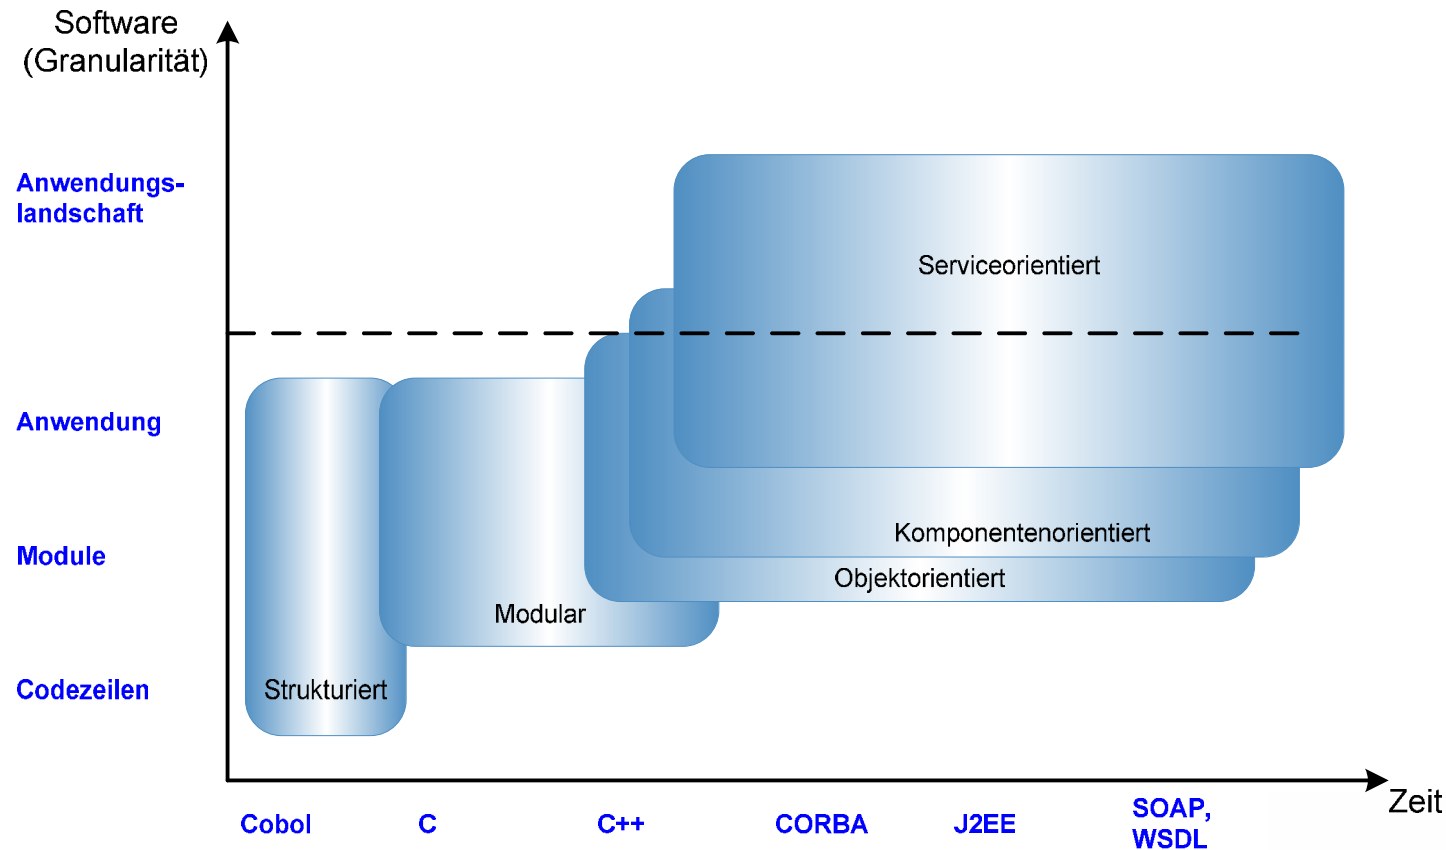 Software
(Granularität)
Anwendungs-
landschaft
Serviceorientiert
Anwendung
Komponentenorientiert
Module
Objektorientiert
Modular
Codezeilen
Strukturiert
Zeit
Cobol
C
C++
CORBA
J2EE
SOAP,
WSDL